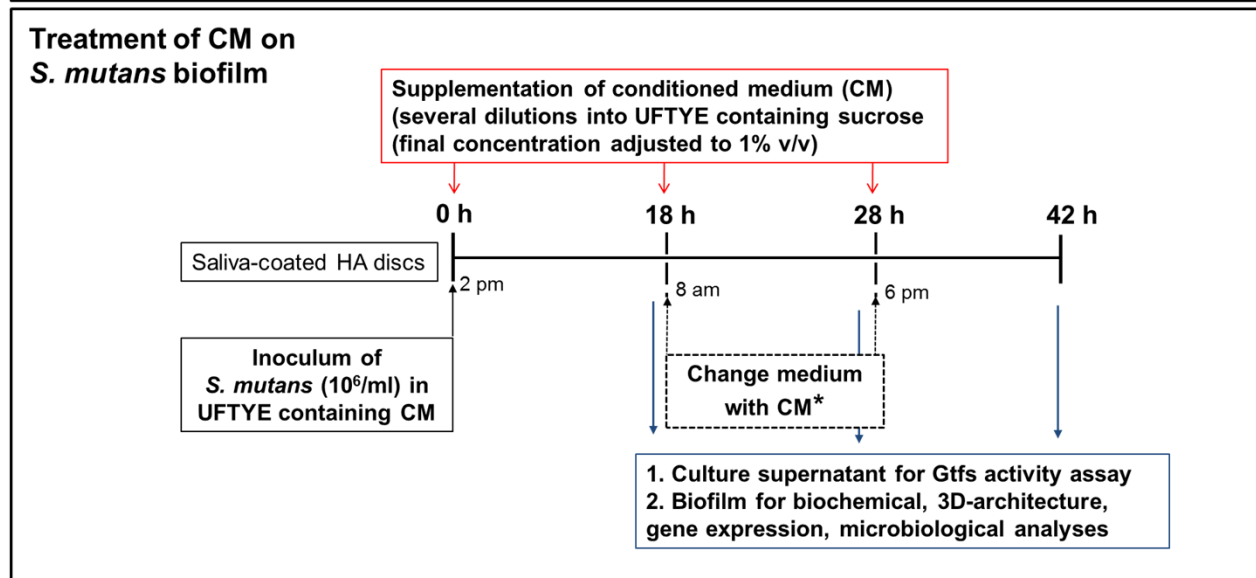 Treatment of CM on
S. mutans biofilm
Supplementation of conditioned medium (CM)
(several dilutions into UFTYE containing sucrose
(final concentration adjusted to 1% v/v)
0 h
18 h
28 h
42 h
Saliva-coated HA discs
2 pm
8 am
6 pm
Inoculum of
S. mutans (10⁶/ml) in
UFTYE containing CM
Change medium
with CM*
1. Culture supernatant for Gtfs activity assay
2. Biofilm for biochemical, 3D-architecture,
gene expression, microbiological analyses